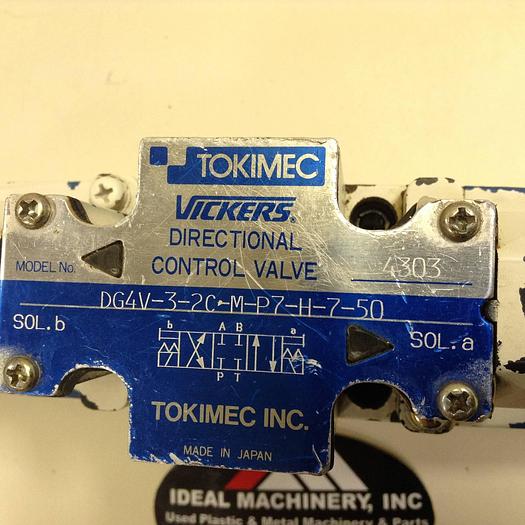 TOKIMEC
VICKERS®
DIRECTIONAL
CONTROL VALVE
MODEL No.
4303
DG4V-3-2C-M-P7-H-7-50
SOL.b
b A B a
P T
SOL.a
TOKIMEC INC.
MADE IN JAPAN
IDEAL MACHINERY, INC
Used Plastic & Metal Machinery & Parts